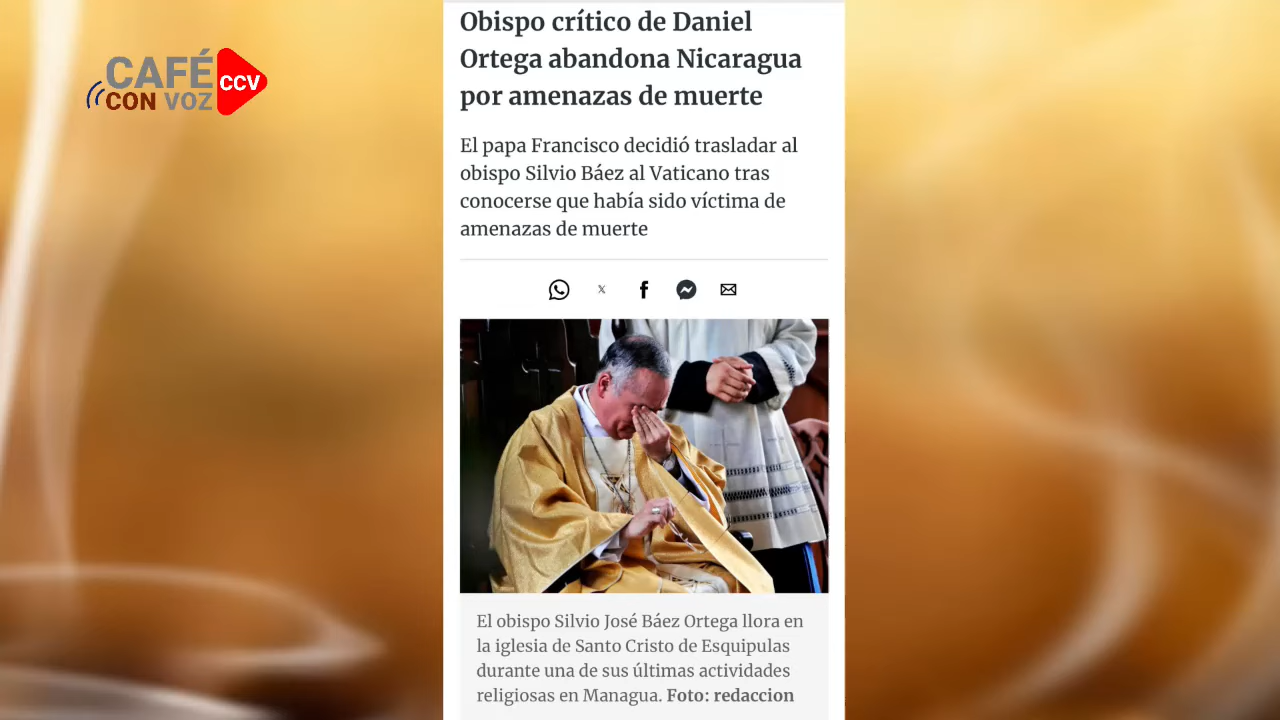 CAFÉ
CON VOZ
CCV
Obispo crítico de Daniel
Ortega abandona Nicaragua
por amenazas de muerte
El papa Francisco decidió trasladar al
obispo Silvio Báez al Vaticano tras
conocerse que había sido víctima de
amenazas de muerte
El obispo Silvio José Báez Ortega llora en
la iglesia de Santo Cristo de Esquipulas
durante una de sus últimas actividades
religiosas en Managua. Foto: redaccion